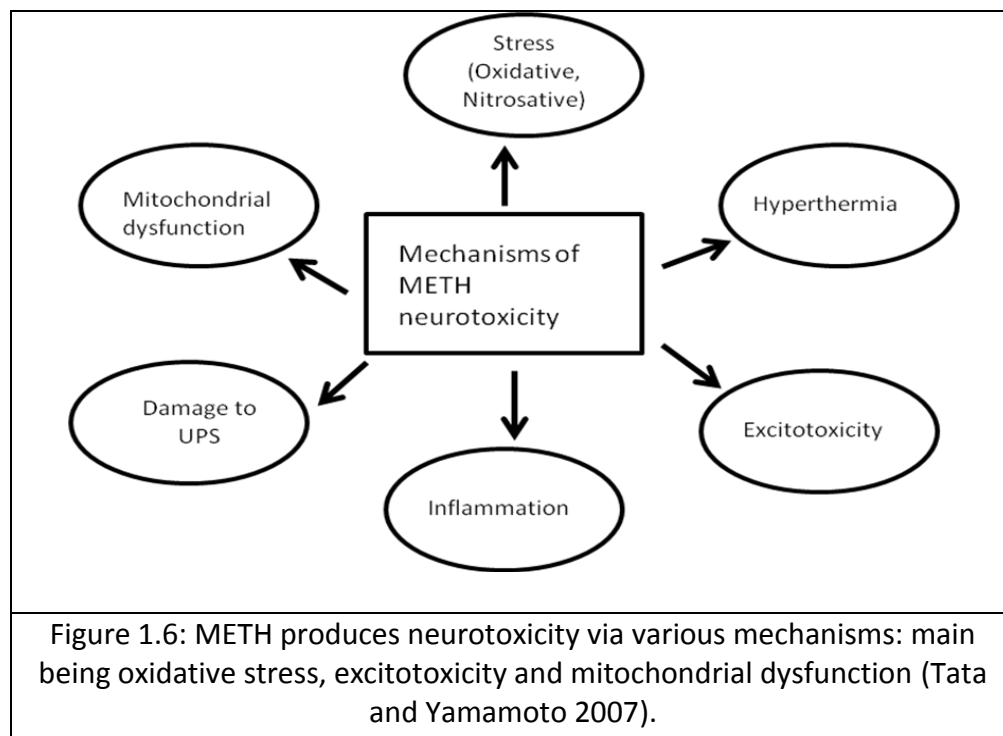 Stress
(Oxidative,
Nitrosative)
Mitochondrial
dysfunction
Hyperthermia
Mechanisms of
METH
neurotoxicity
Damage to
UPS
Excitotoxicity
Inflammation
Figure 1.6: METH produces neurotoxicity via various mechanisms: main
being oxidative stress, excitotoxicity and mitochondrial dysfunction (Tata
and Yamamoto 2007).